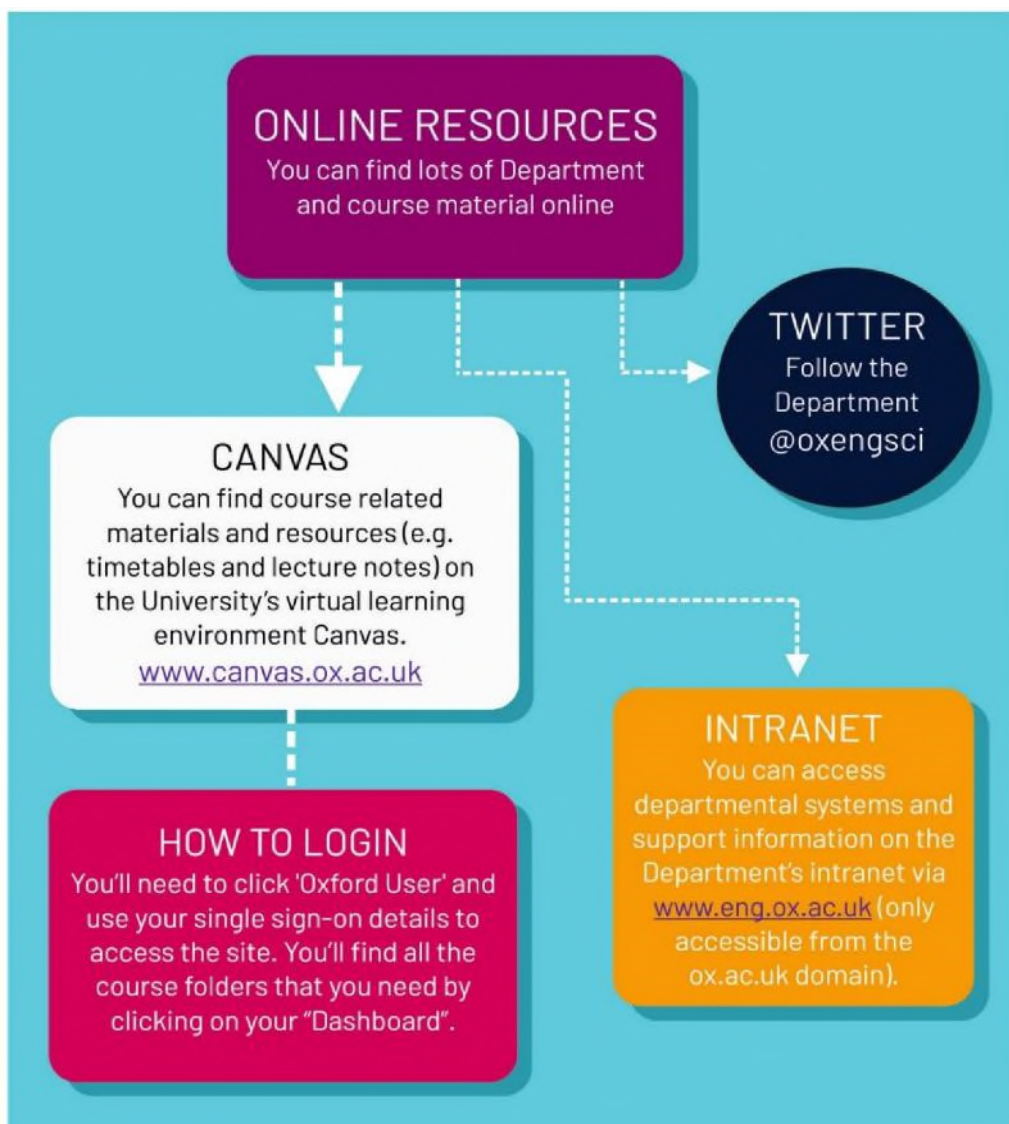 ONLINE RESOURCES
You can find lots of Department
and course material online
TWITTER
Follow the
Department
@oxengsci
CANVAS
You can find course related
materials and resources (e.g.
timetables and lecture notes) on
the University's virtual learning
environment Canvas.
www.canvas.ox.ac.uk
HOW TO LOGIN
You'll need to click 'Oxford User' and
use your single sign-on details to
access the site. You'll find all the
course folders that you need by
clicking on your "Dashboard".
INTRANET
You can access
departmental systems and
support information on the
Department's intranet via
www.eng.ox.ac.uk (only
accessible from the
ox.ac.uk domain).